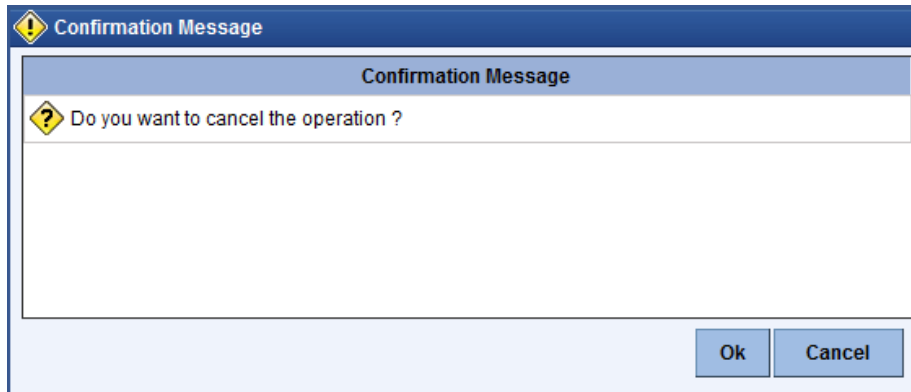 Confirmation Message
Confirmation Message
Do you want to cancel the operation ?
Ok Cancel